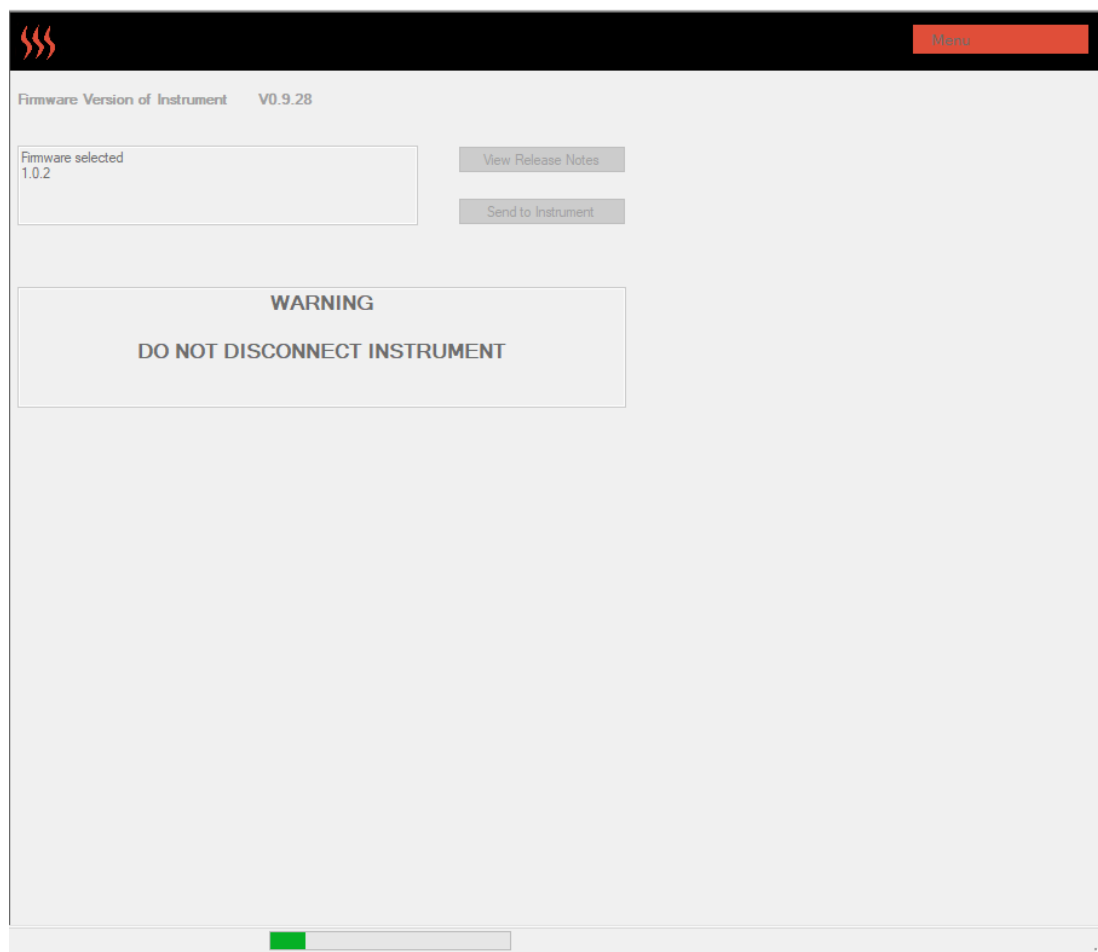 Menu
Firmware Version of Instrument V0.9.28
Firmware selected
1.0.2
View Release Notes
Send to Instrument
WARNING
DO NOT DISCONNECT INSTRUMENT